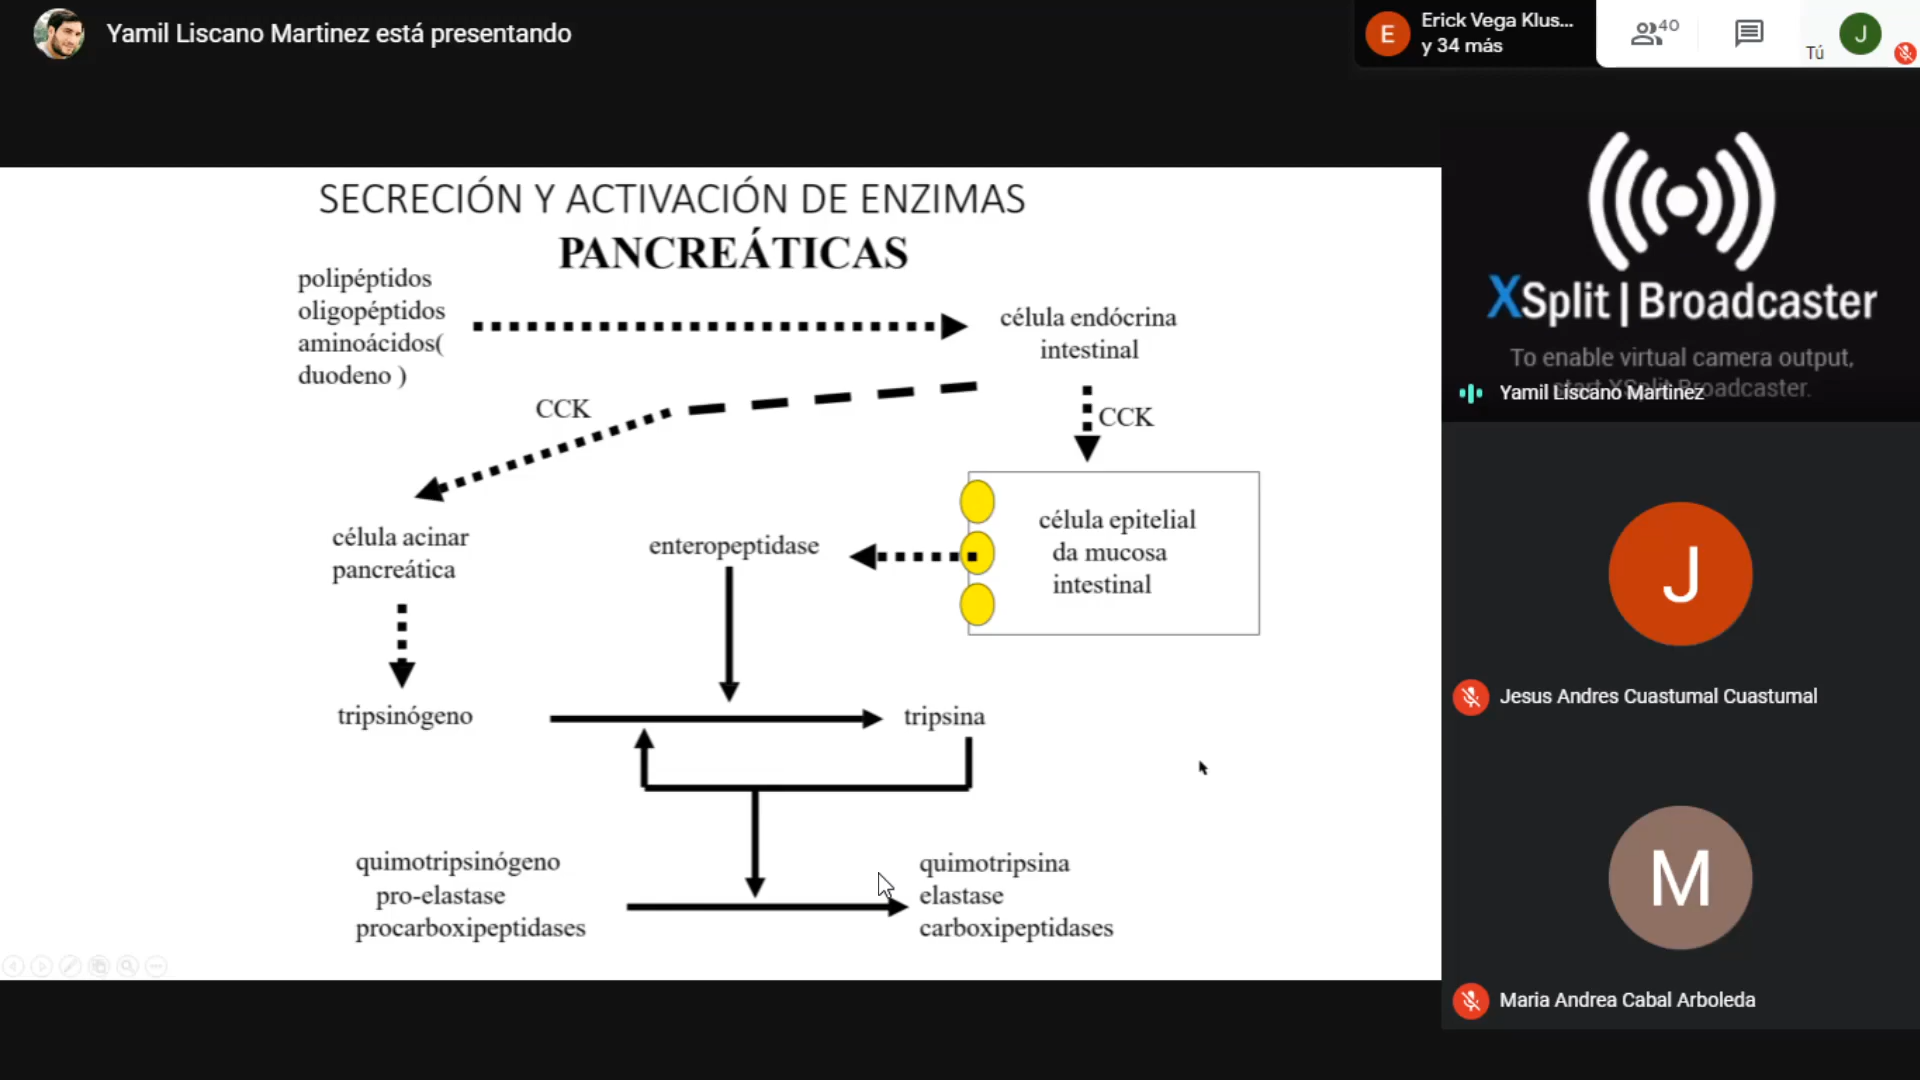 Yamil Liscano Martinez está presentando
E
Erick Vega Klus...
y 34 más
40
Tú
J
SECRECIÓN Y ACTIVACIÓN DE ENZIMAS
PANCREÁTICAS
polipéptidos
oligopéptidos
aminoácidos(
duodeno )
célula endócrina
intestinal
CCK
CCK
célula acinar
pancreática
enteropeptidase
célula epitelial
da mucosa
intestinal
tripsinógeno
tripsina
quimotripsinógeno
pro-elastase
procarboxipeptidases
quimotripsina
elastase
carboxipeptidases
XSplit | Broadcaster
To enable virtual camera output,
start XSplit Broadcaster.
Yamil Liscano Martinez
J
Jesus Andres Cuastumal Cuastumal
M
Maria Andrea Cabal Arboleda